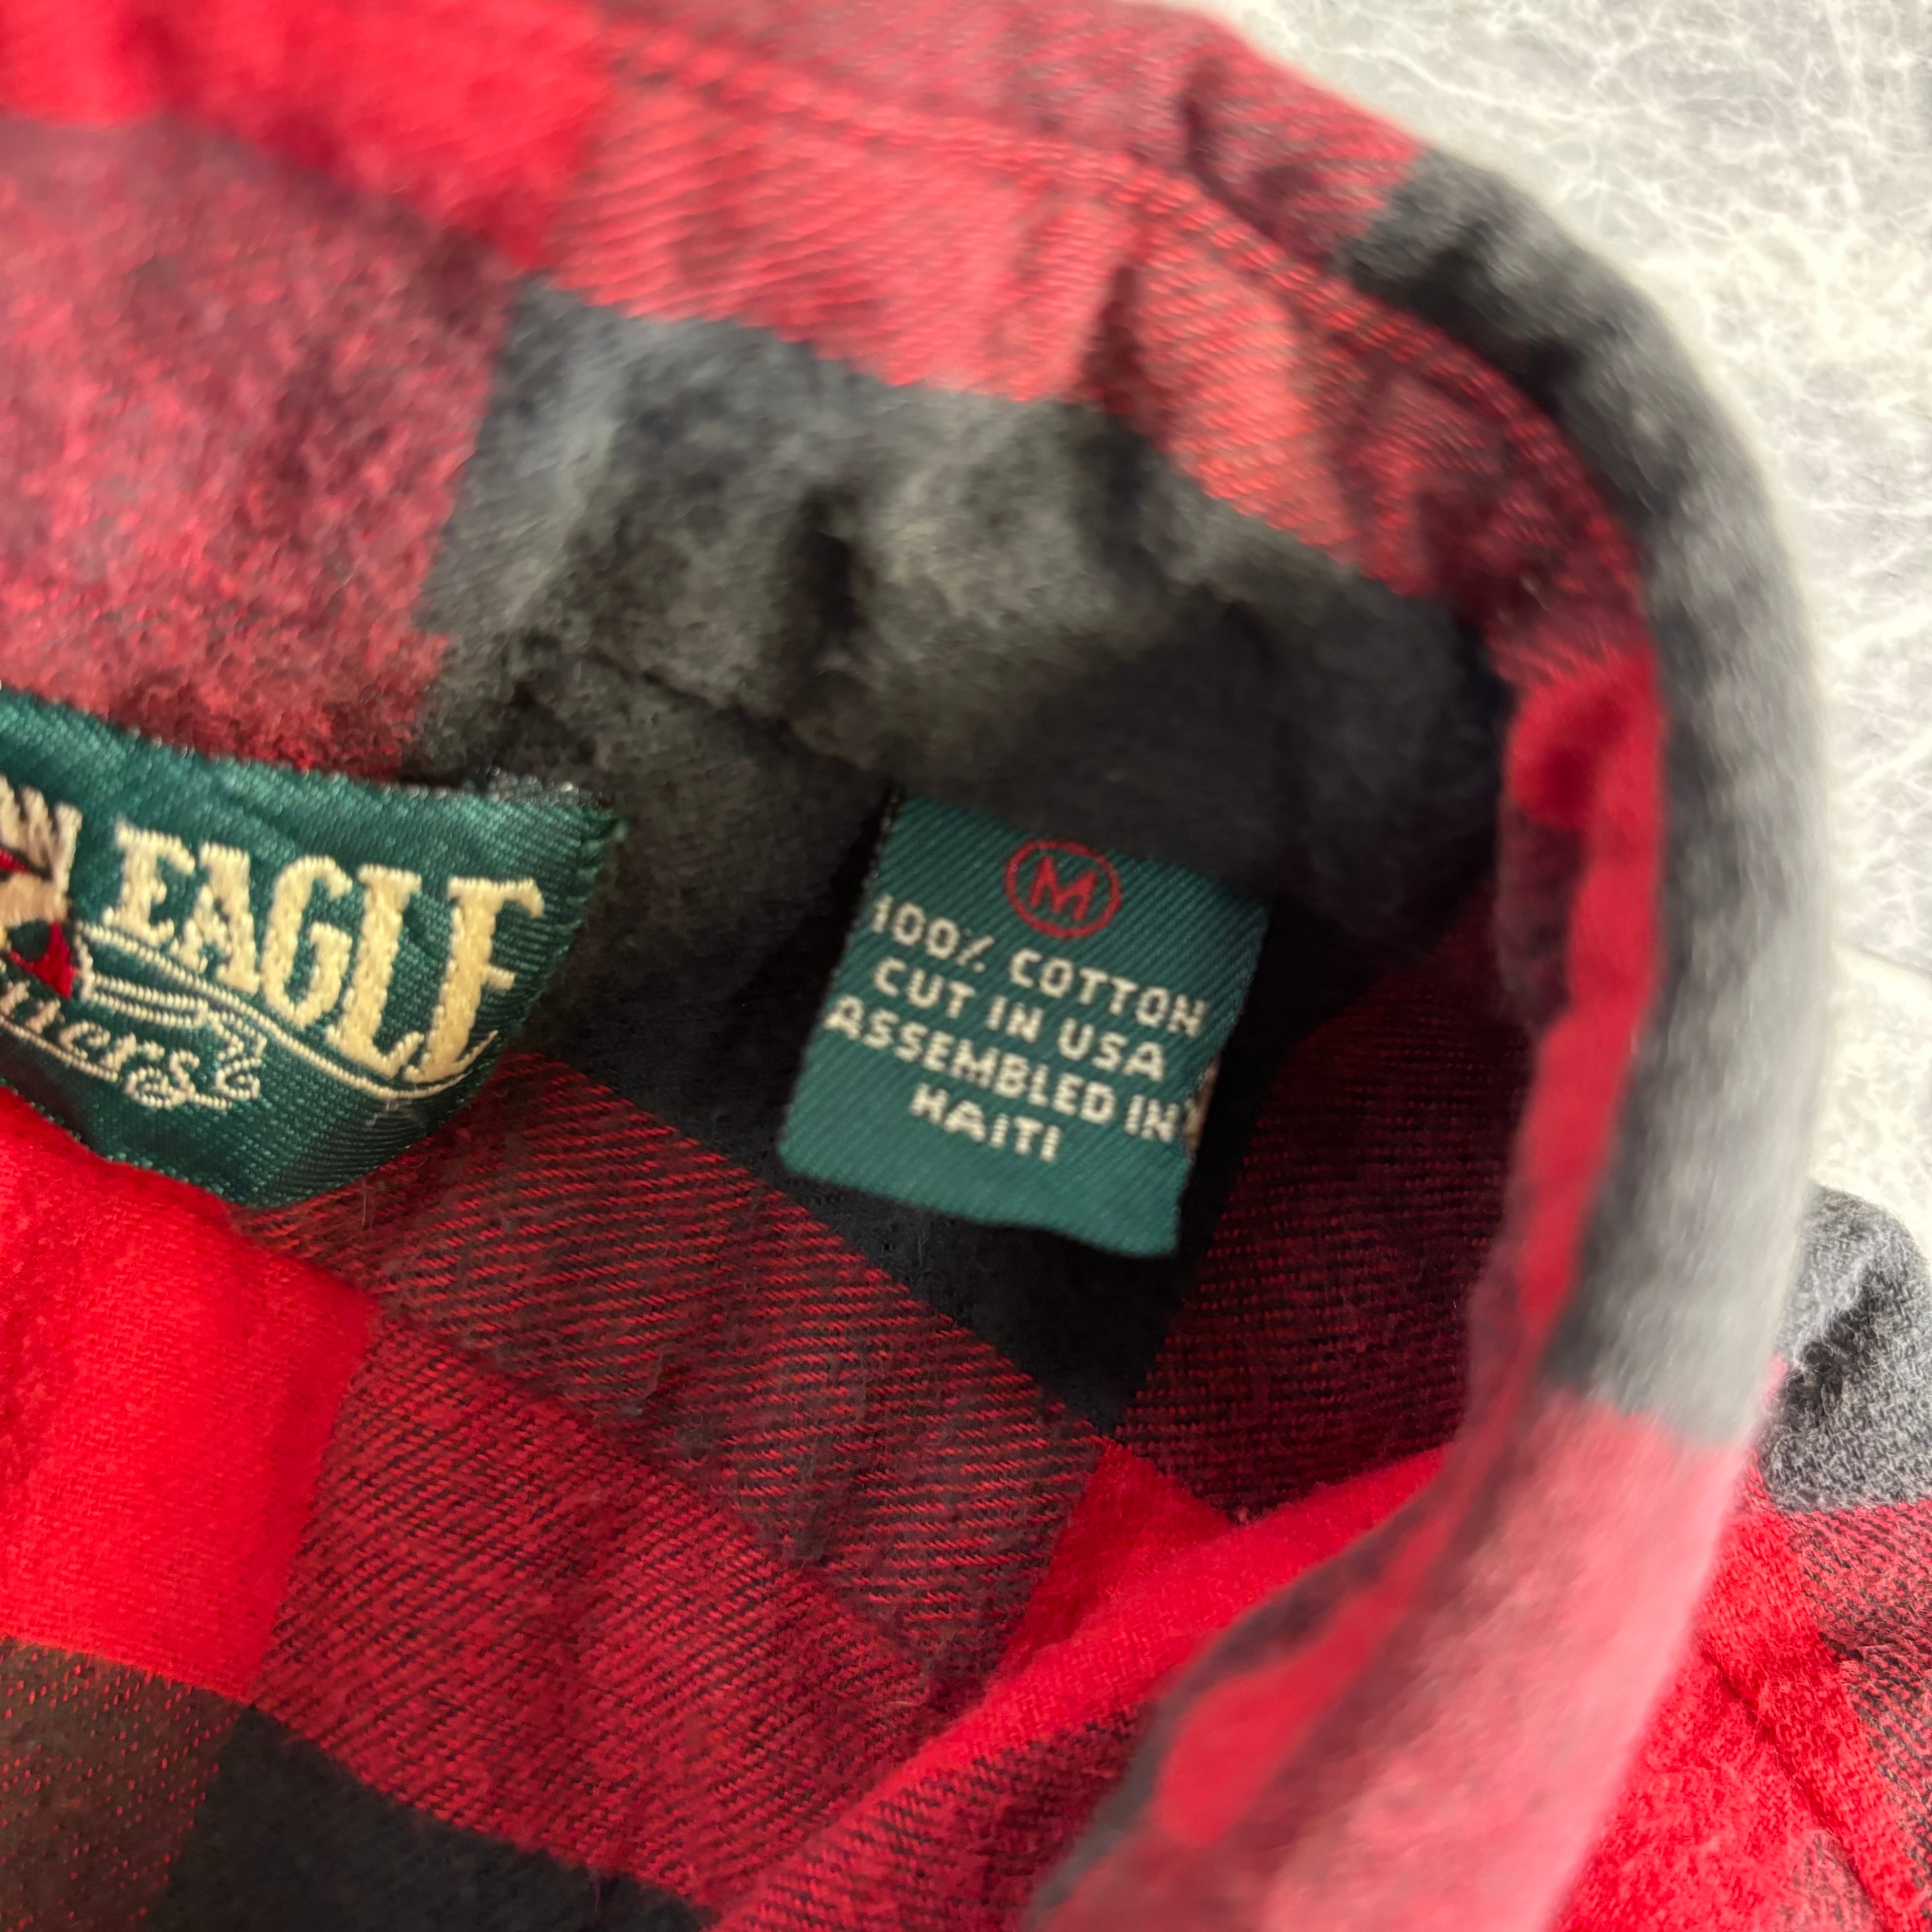 EAGLE
M
100% COTTON
CUT IN USA
ASSEMBLED IN
HAITI